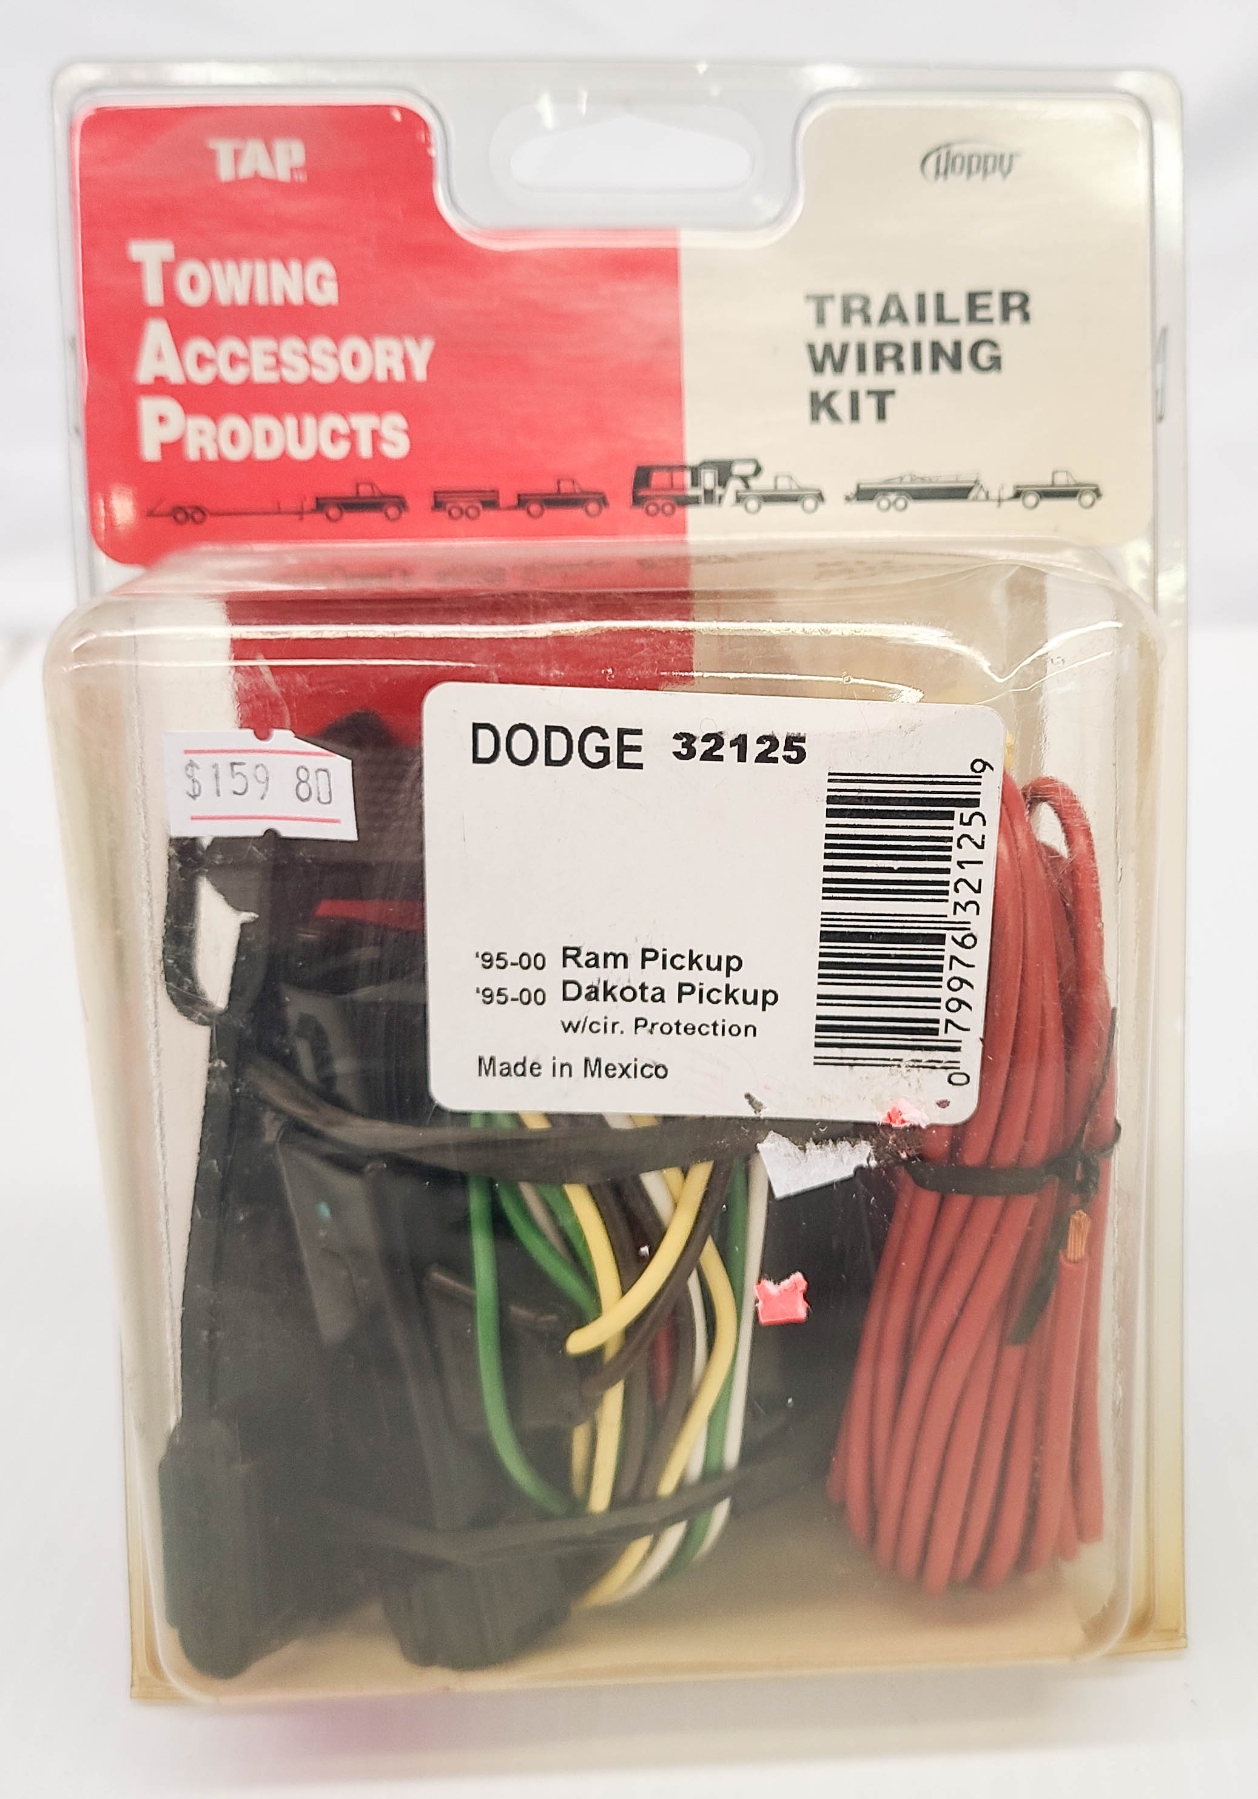 TAP
Hoppy
TOWING
ACCESSORY
PRODUCTS
TRAILER
WIRING
KIT
DODGE 32125
$159 80
'95-00 Ram Pickup
'95-00 Dakota Pickup
w/cir. Protection
Made in Mexico
0 79976 32125 9